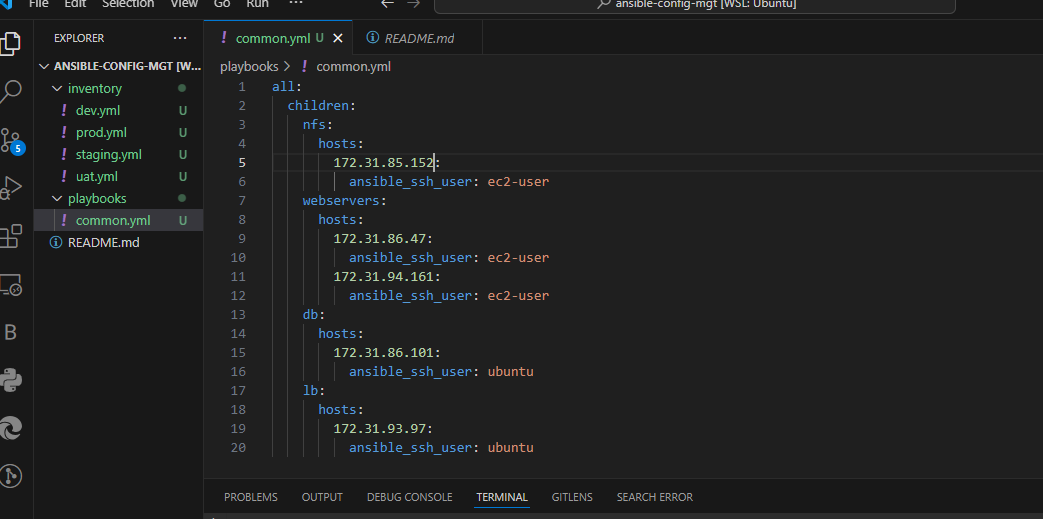 File Edit Selection View Go Run ···
ansible-config-mgt [WSL: Ubuntu]
EXPLORER ···
common.yml U
README.md
ANSIBLE-CONFIG-MGT [W...
playbooks > common.yml
inventory
dev.yml U
prod.yml U
staging.yml U
uat.yml U
playbooks
common.yml U
README.md
5
1 all:
2 children:
3 nfs:
4 hosts:
5 172.31.85.152:
6 ansible_ssh_user: ec2-user
7 webservers:
8 hosts:
9 172.31.86.47:
10 ansible_ssh_user: ec2-user
11 172.31.94.161:
12 ansible_ssh_user: ec2-user
13 db:
14 hosts:
15 172.31.86.101:
16 ansible_ssh_user: ubuntu
17 lb:
18 hosts:
19 172.31.93.97:
20 ansible_ssh_user: ubuntu
PROBLEMS OUTPUT DEBUG CONSOLE TERMINAL GITLENS SEARCH ERROR